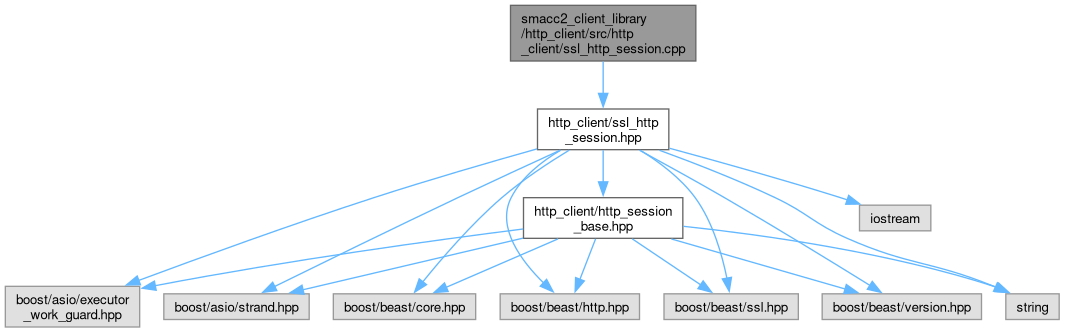 smacc2_client_library
/http_client/src/http
_client/ssl_http_session.cpp
http_client/ssl_http
_session.hpp
http_client/http_session
_base.hpp
iostream
boost/asio/executor
_work_guard.hpp
boost/asio/strand.hpp
boost/beast/core.hpp
boost/beast/http.hpp
boost/beast/ssl.hpp
boost/beast/version.hpp
string